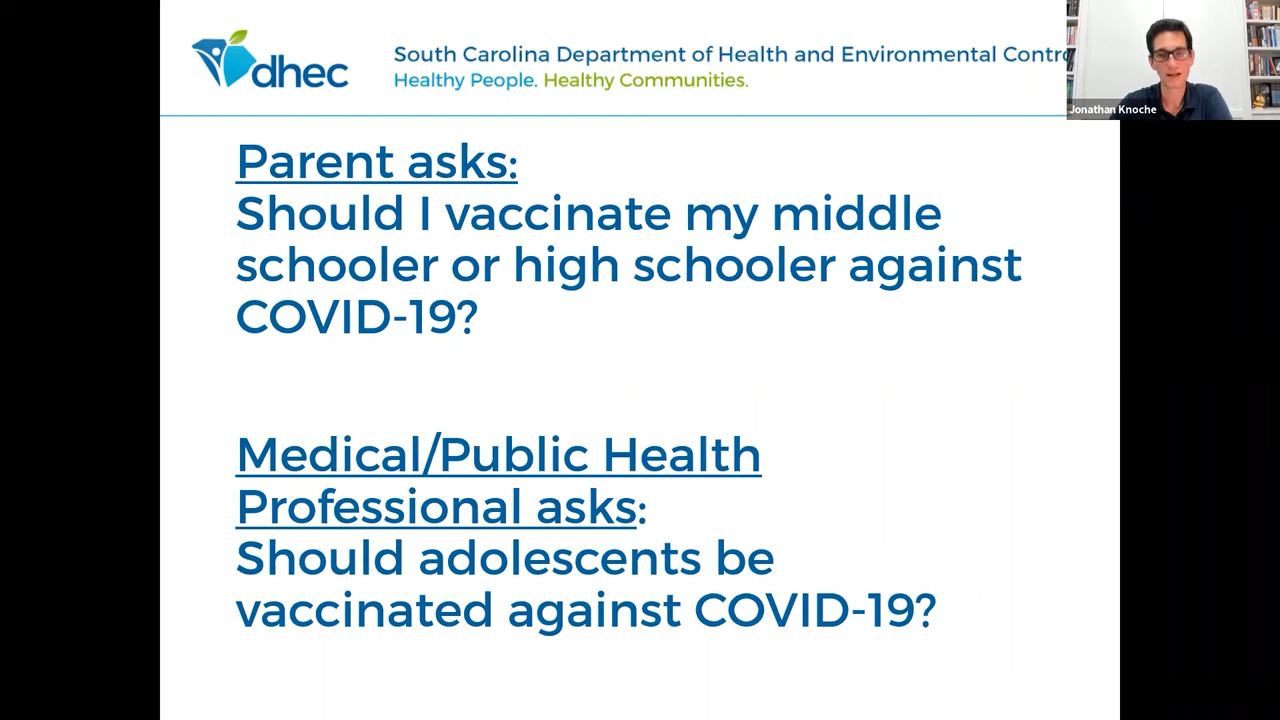 dhec
South Carolina Department of Health and Environmental Contro
Healthy People. Healthy Communities.
Jonathan Knoche
Parent asks:
Should I vaccinate my middle
schooler or high schooler against
COVID-19?
Medical/Public Health
Professional asks:
Should adolescents be
vaccinated against COVID-19?